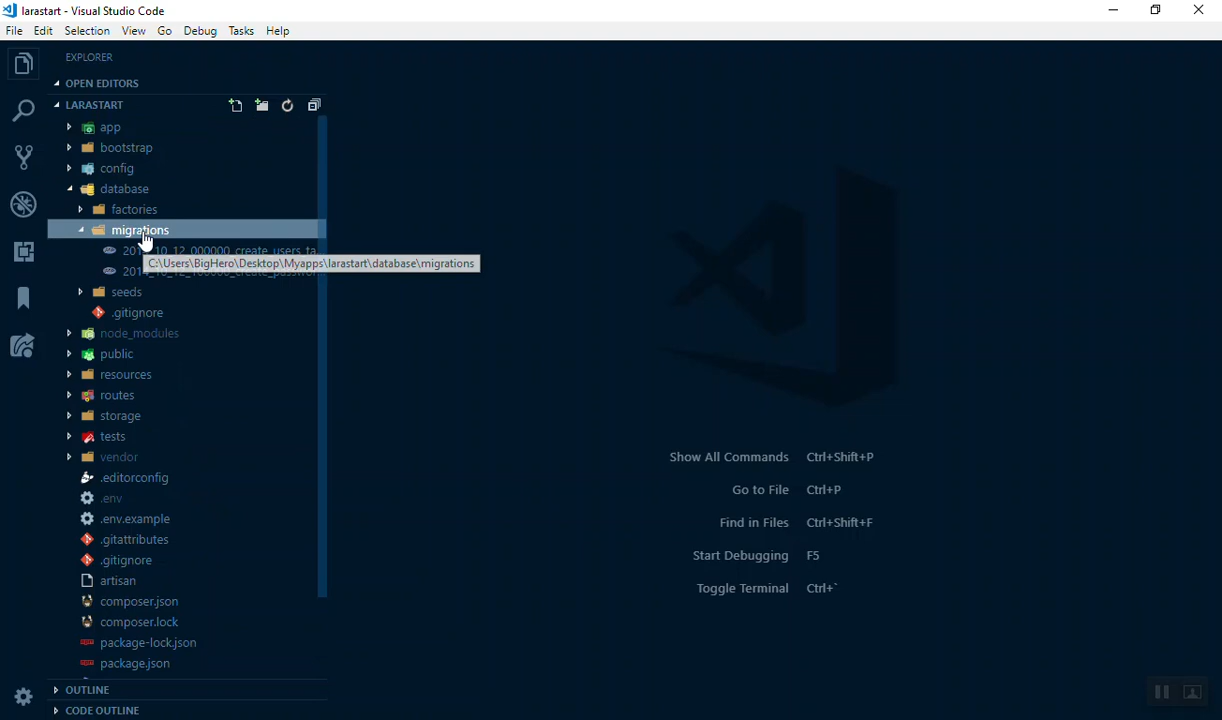 larastart - Visual Studio Code
File Edit Selection View Go Debug Tasks Help
EXPLORER
OPEN EDITORS
LARASTART
app
bootstrap
config
database
factories
migrations
10_12_000000_create_users_ta
C:\Users\BigHero\Desktop\Myapps\larastart\database\migrations
seeds
.gitignore
node_modules
public
resources
routes
storage
tests
vendor
.editorconfig
.env
.env.example
.gitattributes
.gitignore
artisan
composer.json
composer.lock
package-lock.json
package.json
OUTLINE
CODE OUTLINE
Show All Commands Ctrl+Shift+P
Go to File Ctrl+P
Find in Files Ctrl+Shift+F
Start Debugging F5
Toggle Terminal Ctrl+`